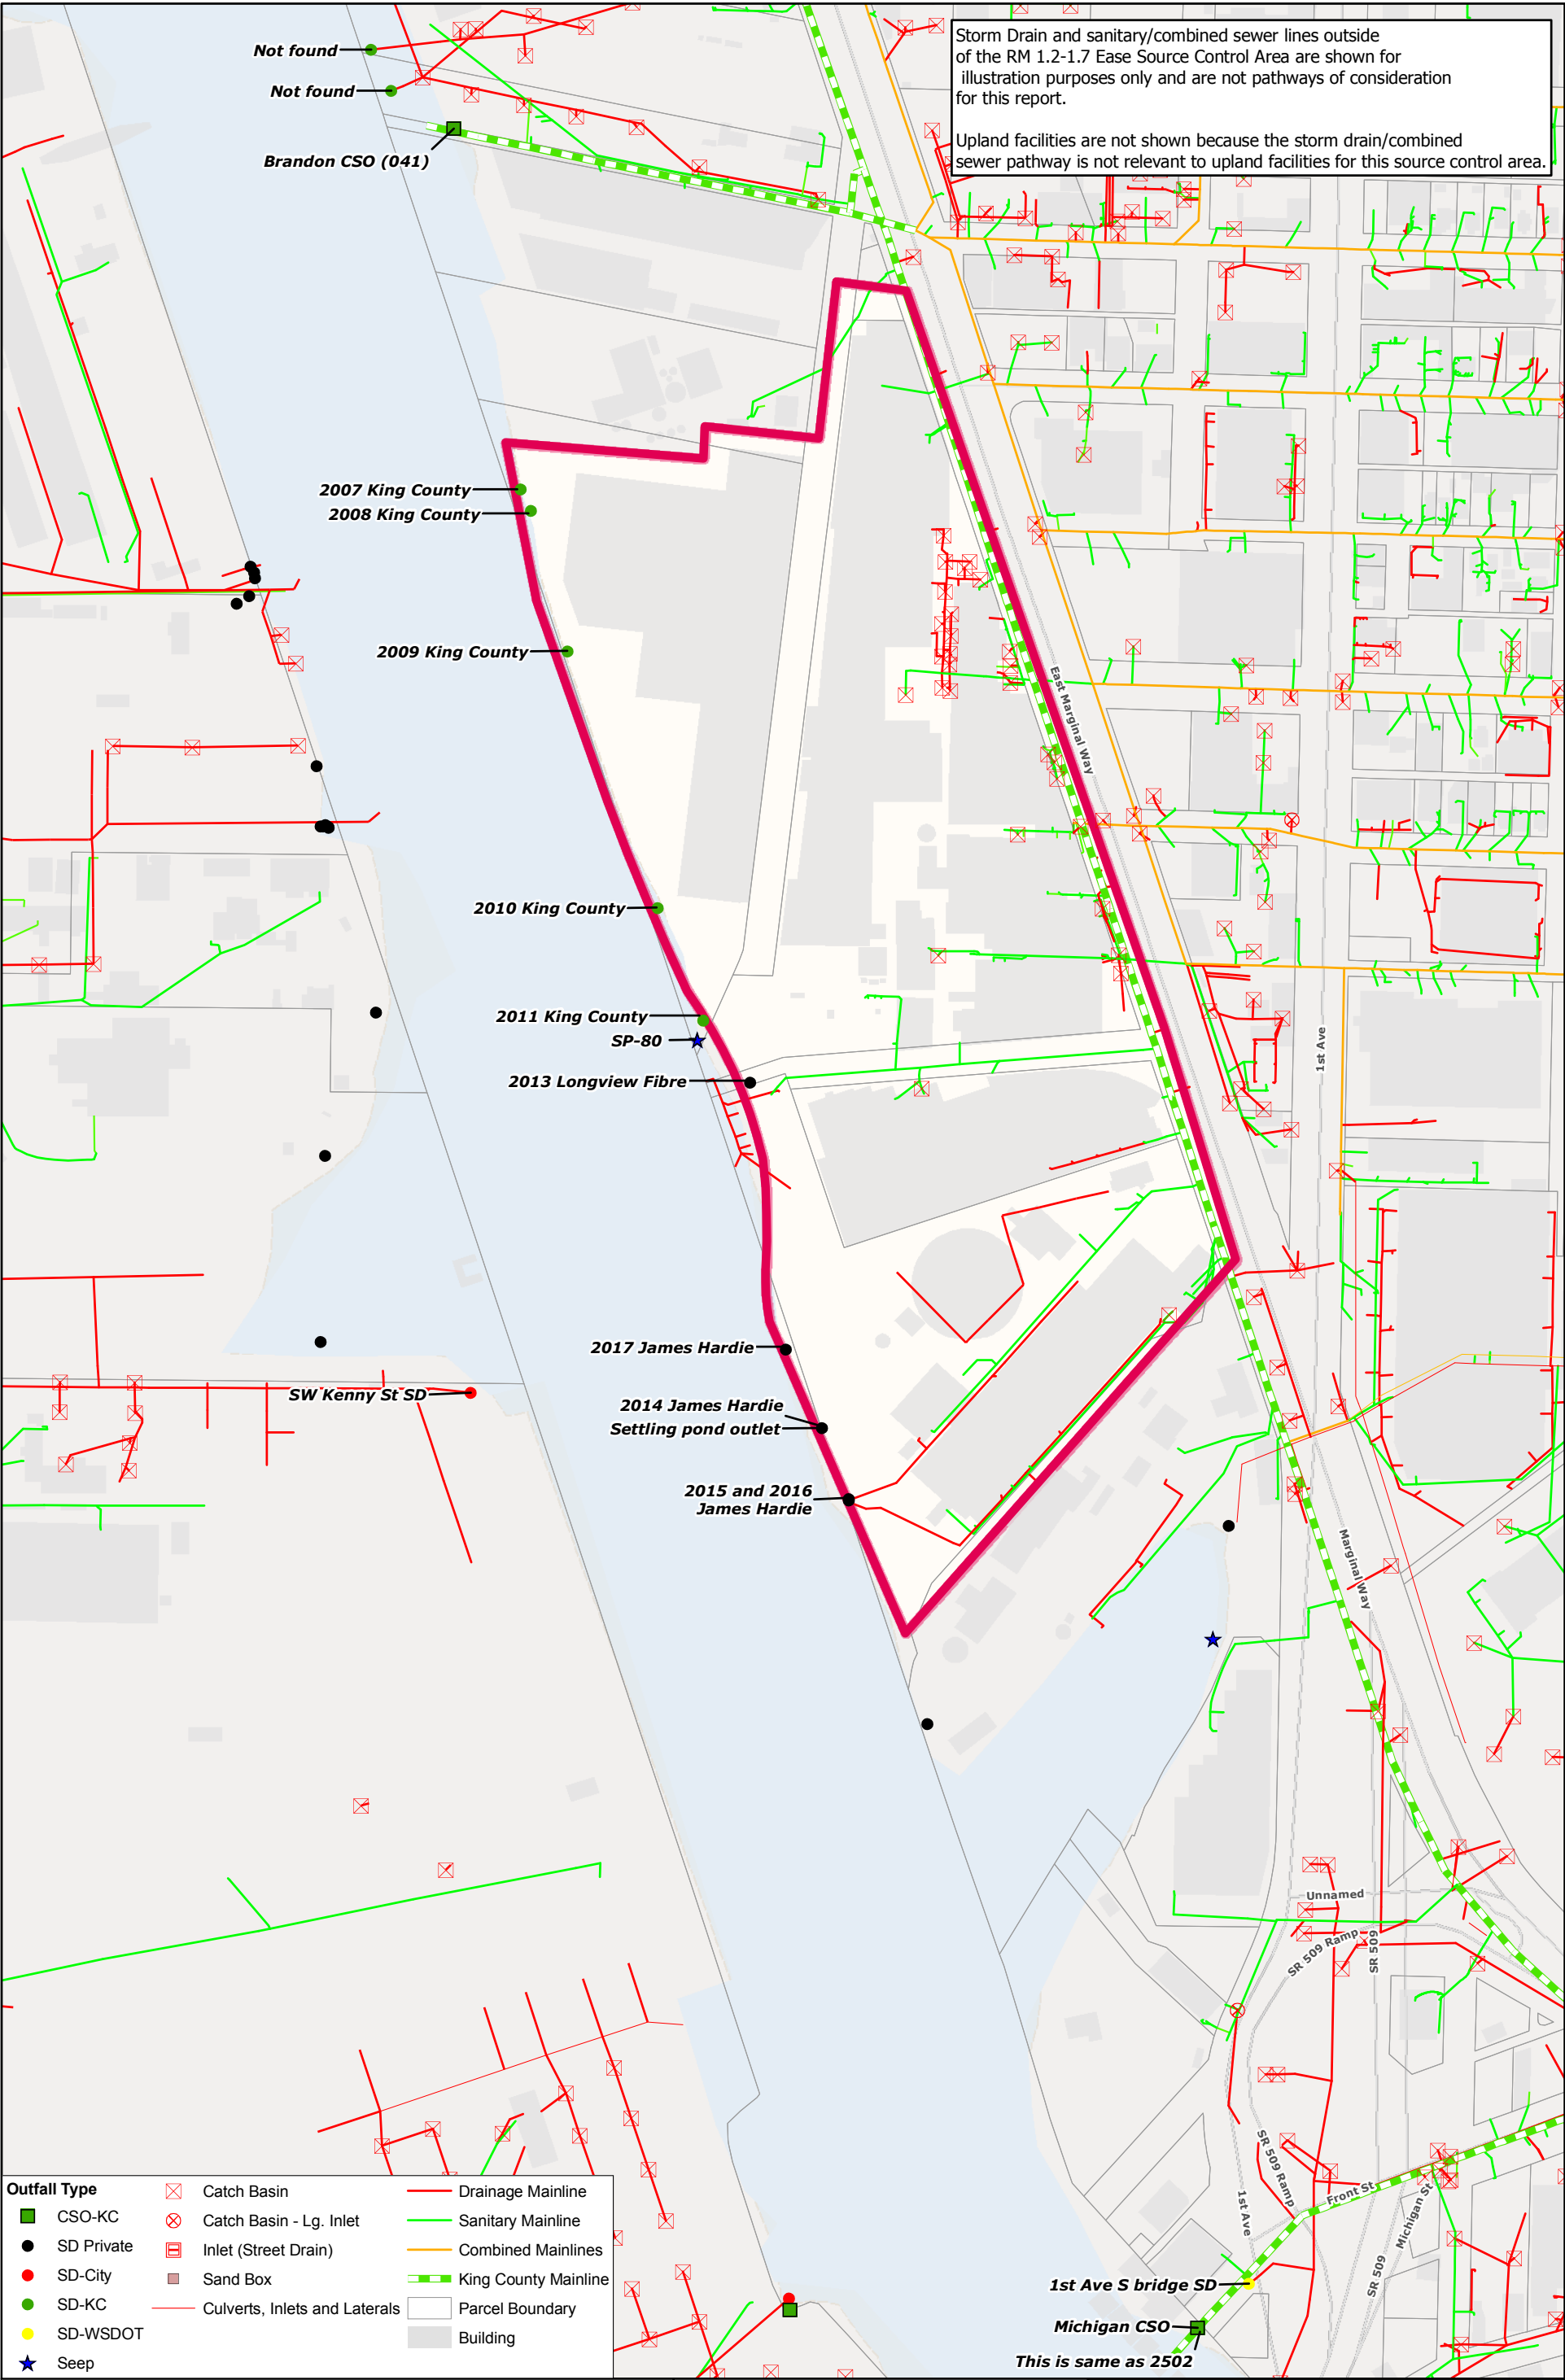 Storm Drain and sanitary/combined sewer lines outside
of the RM 1.2-1.7 Ease Source Control Area are shown for
illustration purposes only and are not pathways of consideration
for this report.
Upland facilities are not shown because the storm drain/combined
sewer pathway is not relevant to upland facilities for this source control area.
Not found
Not found
Brandon CSO (041)
2007 King County
2008 King County
2009 King County
East Marginal Way
2010 King County
2011 King County
SP-80
1st Ave
2013 Longview Fibre
2017 James Hardie
SW Kenny St SD
2014 James Hardie
Settling pond outlet
2015 and 2016
James Hardie
Marginal Way
Unnamed
SR 509 Ramp
SR 509
SR 509 Ramp
1st Ave
Front St
Michigan St
SR 509
1st Ave S bridge SD
Michigan CSO
This is same as 2502
Outfall Type
CSO-KC
SD Private
SD-City
SD-KC
SD-WSDOT
Seep
Catch Basin
Catch Basin - Lg. Inlet
Inlet (Street Drain)
Sand Box
Culverts, Inlets and Laterals
Drainage Mainline
Sanitary Mainline
Combined Mainlines
King County Mainline
Parcel Boundary
Building